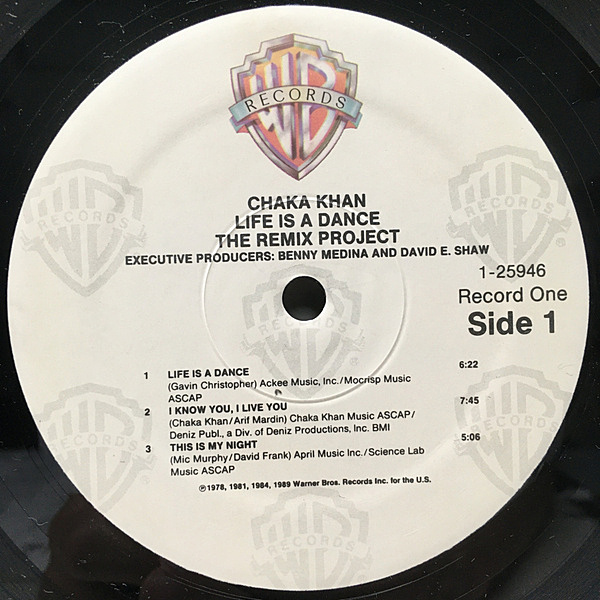 WB
RECORDS
CHAKA KHAN
LIFE IS A DANCE
THE REMIX PROJECT
EXECUTIVE PRODUCERS: BENNY MEDINA AND DAVID E. SHAW
1-25946
Record One
Side 1
1 LIFE IS A DANCE 6:22
(Gavin Christopher) Ackee Music, Inc./Mocrisp Music
ASCAP
2 I KNOW YOU, I LIVE YOU 7:45
(Chaka Khan/Arif Mardin) Chaka Khan Music ASCAP/
Deniz Publ., a Div. of Deniz Productions, Inc. BMI
3 THIS IS MY NIGHT 5:06
(Mic Murphy/David Frank) April Music Inc./Science Lab
Music ASCAP
℗1978, 1981, 1984, 1989 Warner Bros. Records Inc. for the U.S.